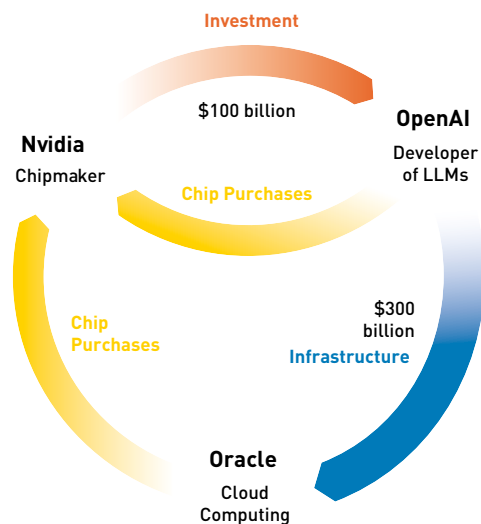 Investment
$100 billion
OpenAI
Developer
of LLMs
Nvidia
Chipmaker
Chip Purchases
$300
billion
Infrastructure
Chip
Purchases
Oracle
Cloud
Computing